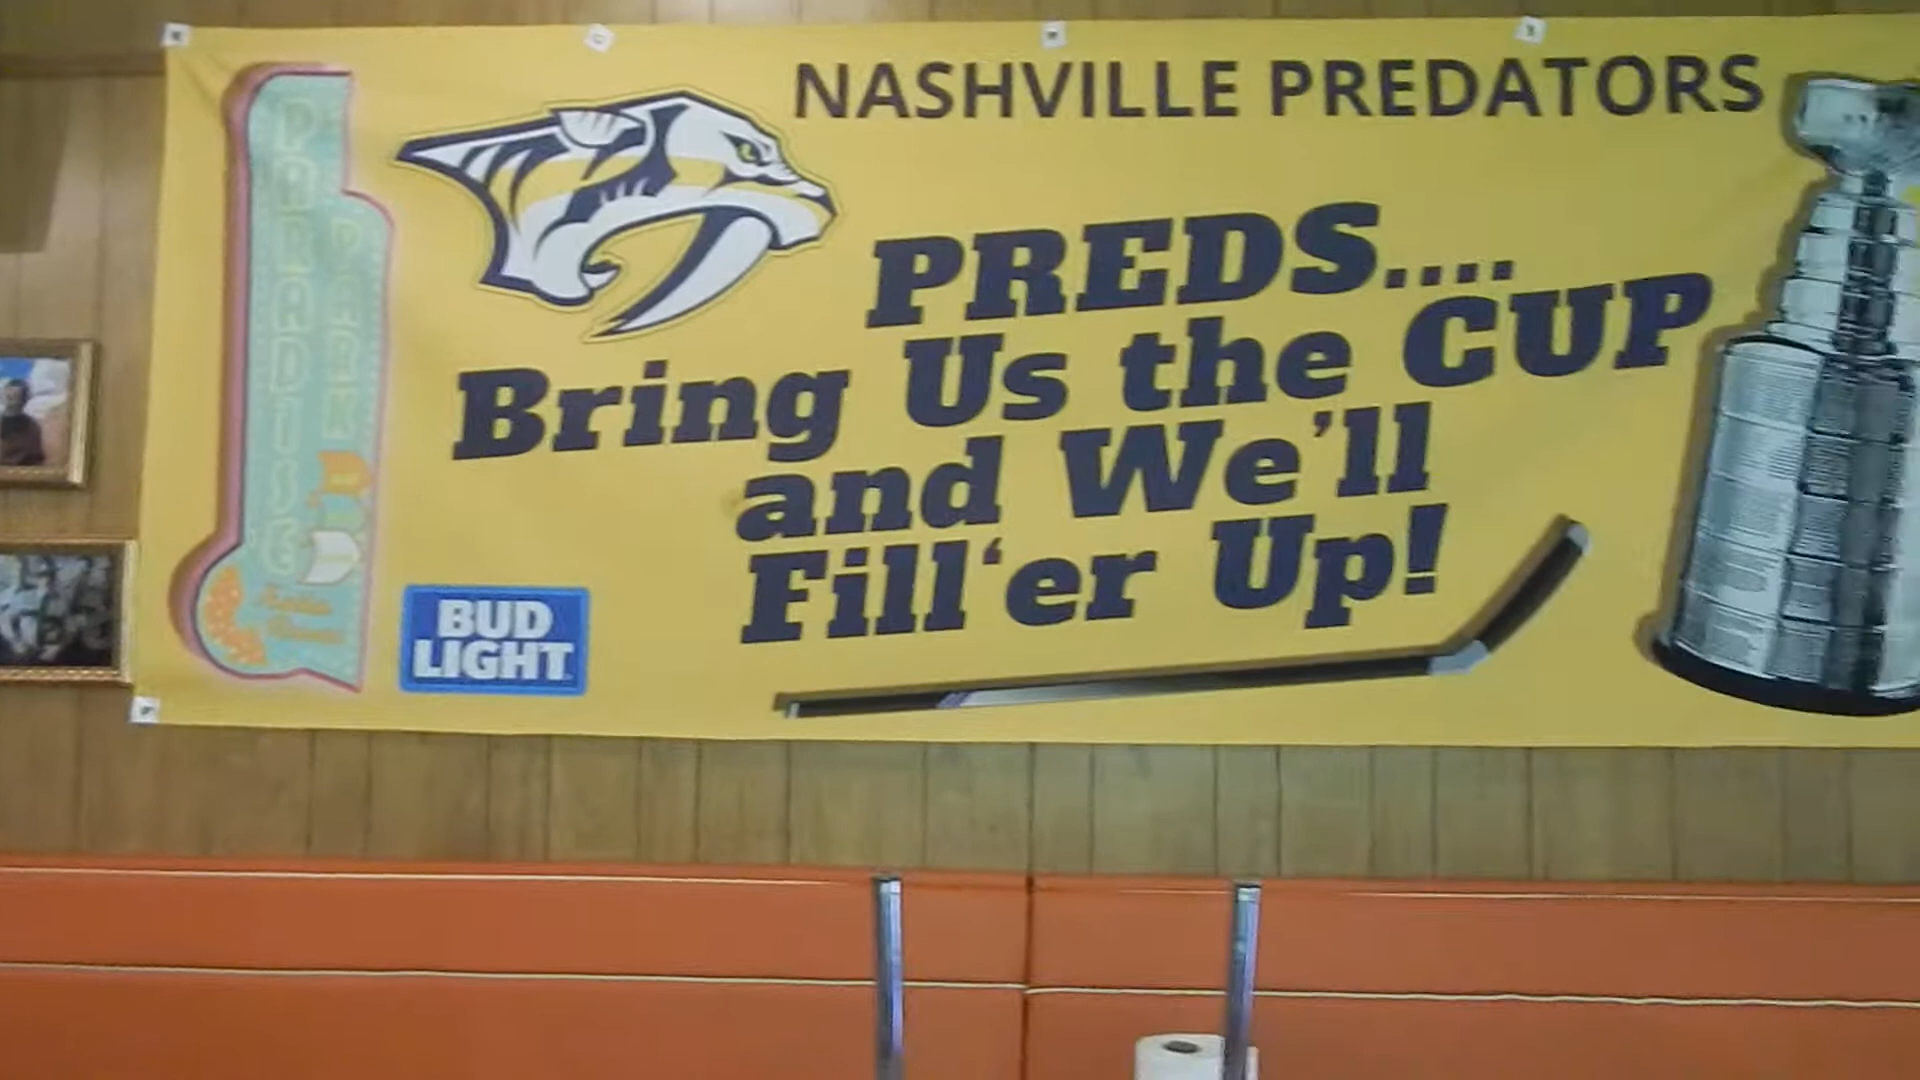 NASHVILLE PREDATORS
PARADISE
PARK
PREDS....
Bring Us the CUP
and We'll
Fill'er Up!
BUD
LIGHT